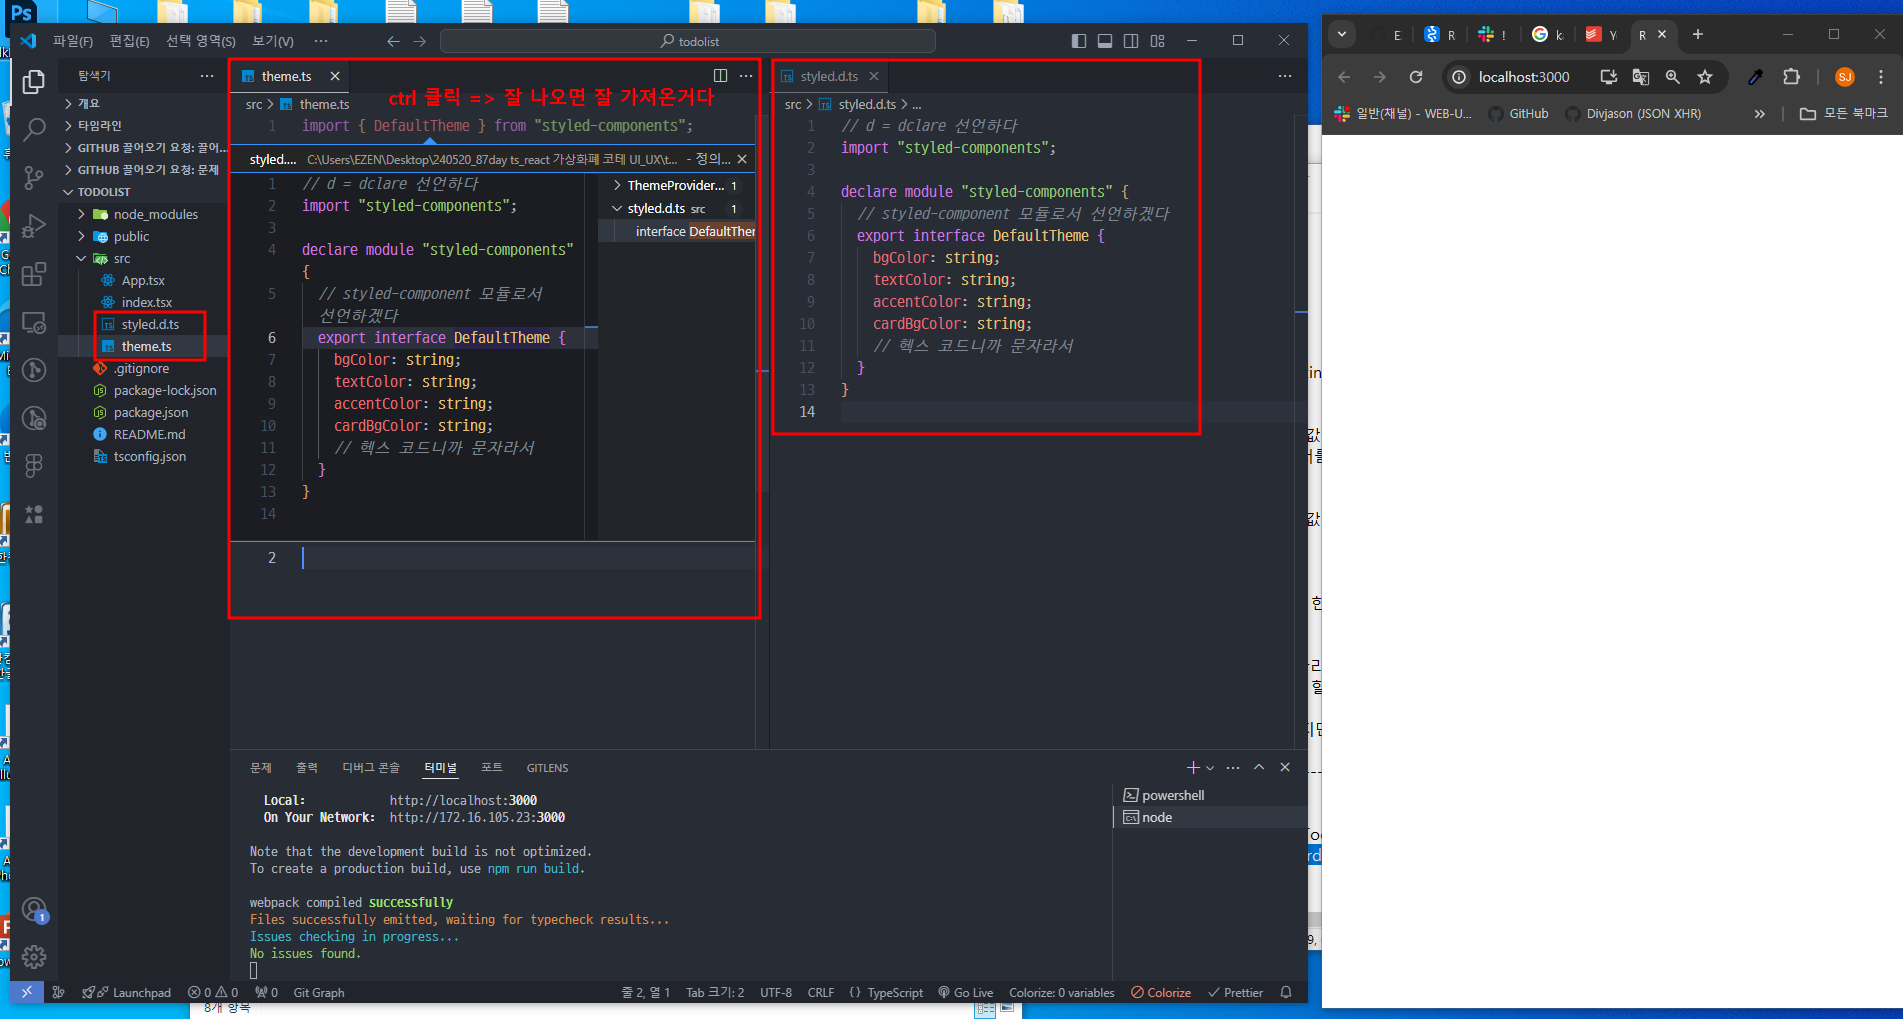 Ps
파일(F) 편집(E) 선택 영역(S) 보기(V) ···
todolist
탐색기 ···
개요
타임라인
GITHUB 끌어오기 요청: 끌어...
GITHUB 끌어오기 요청: 문제
TODOLIST
node_modules
public
src
App.tsx
index.tsx
styled.d.ts
theme.ts
.gitignore
package-lock.json
package.json
README.md
tsconfig.json
theme.ts
src > theme.ts
ctrl 클릭 => 잘 나오면 잘 가져온거다
1 import { DefaultTheme } from "styled-components";
styled.... C:\Users\EZEN\Desktop\240520_87day ts_react 가상화폐 코테 UI_UX\t... - 정의...
1 // d = dclare 선언하다
2 import "styled-components";
3
4 declare module "styled-components"
{
5 // styled-component 모듈로서
선언하겠다
6 export interface DefaultTheme {
7 bgColor: string;
8 textColor: string;
9 accentColor: string;
10 cardBgColor: string;
11 // 헥스 코드니까 문자라서
12 }
13 }
14
ThemeProvider... 1
styled.d.ts src 1
interface DefaultTher
2
styled.d.ts
src > styled.d.ts > ...
1 // d = dclare 선언하다
2 import "styled-components";
3
4 declare module "styled-components" {
5 // styled-component 모듈로서 선언하겠다
6 export interface DefaultTheme {
7 bgColor: string;
8 textColor: string;
9 accentColor: string;
10 cardBgColor: string;
11 // 헥스 코드니까 문자라서
12 }
13 }
14
문제 출력 디버그 콘솔 터미널 포트 GITLENS
Local: http://localhost:3000
On Your Network: http://172.16.105.23:3000
Note that the development build is not optimized.
To create a production build, use npm run build.
webpack compiled successfully
Files successfully emitted, waiting for typecheck results...
Issues checking in progress...
No issues found.
powershell
node
1
Launchpad 0 0 0 Git Graph
줄 2, 열 1 Tab 크기: 2 UTF-8 CRLF {} TypeScript Go Live Colorize: 0 variables Colorize Prettier
8개 항목
E R ! k Y R
localhost:3000
SJ
일반(채널) - WEB-U... GitHub Divjason (JSON XHR) » 모든 북마크